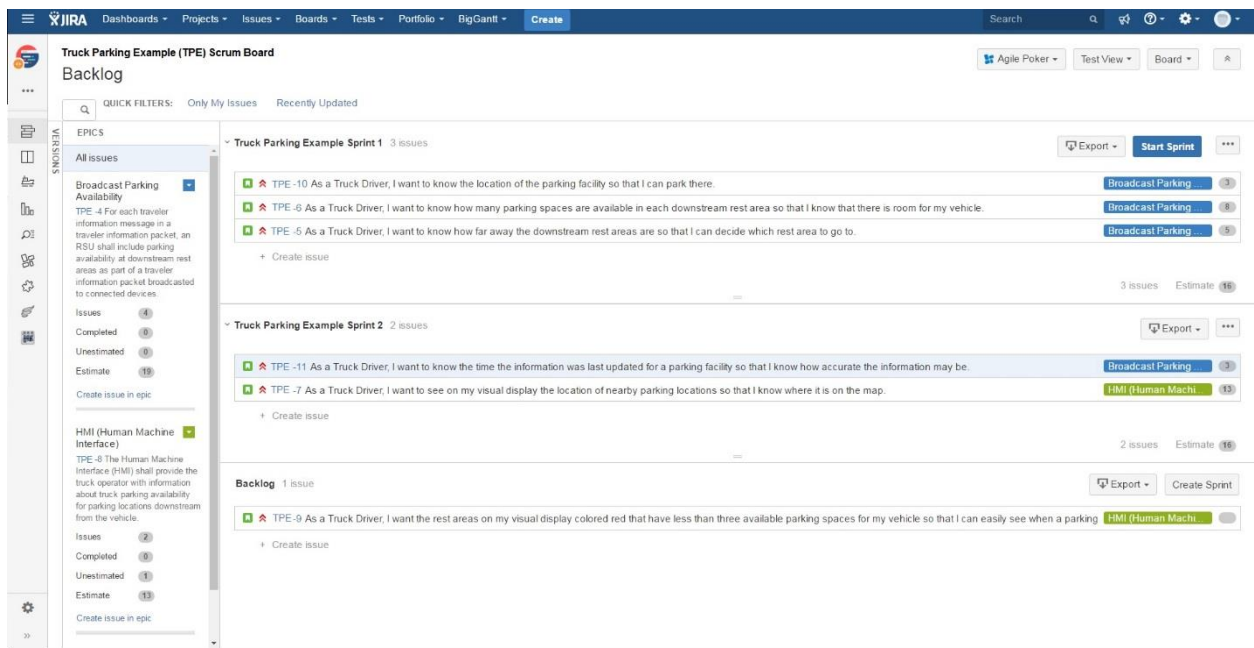 JIRA Dashboards Projects Issues Boards Tests Portfolio BigGantt Create Search
Truck Parking Example (TPE) Scrum Board
Backlog
Agile Poker Test View Board
QUICK FILTERS: Only My Issues Recently Updated
VERSIONS
EPICS
All issues
Broadcast Parking
Availability
TPE -4 For each traveler
information message in a
traveler information packet, an
RSU shall include parking
availability at downstream rest
areas as part of a traveler
information packet broadcasted
to connected devices.
Issues 4
Completed 0
Unestimated 0
Estimate 19
Create issue in epic
HMI (Human Machine
Interface)
TPE -8 The Human Machine
Interface (HMI) shall provide the
truck operator with information
about truck parking availability
for parking locations downstream
from the vehicle.
Issues 2
Completed 0
Unestimated 1
Estimate 13
Create issue in epic
Truck Parking Example Sprint 1 3 issues Export Start Sprint ...
TPE -10 As a Truck Driver, I want to know the location of the parking facility so that I can park there. Broadcast Parking ... 3
TPE -6 As a Truck Driver, I want to know how many parking spaces are available in each downstream rest area so that I know that there is room for my vehicle. Broadcast Parking ... 8
TPE -5 As a Truck Driver, I want to know how far away the downstream rest areas are so that I can decide which rest area to go to. Broadcast Parking ... 5
+ Create issue
3 issues Estimate 16
Truck Parking Example Sprint 2 2 issues Export ...
TPE -11 As a Truck Driver, I want to know the time the information was last updated for a parking facility so that I know how accurate the information may be. Broadcast Parking ... 3
TPE -7 As a Truck Driver, I want to see on my visual display the location of nearby parking locations so that I know where it is on the map. HMI (Human Machi... 13
+ Create issue
2 issues Estimate 16
Backlog 1 issue Export Create Sprint
TPE-9 As a Truck Driver, I want the rest areas on my visual display colored red that have less than three available parking spaces for my vehicle so that I can easily see when a parking HMI (Human Machi...
+ Create issue